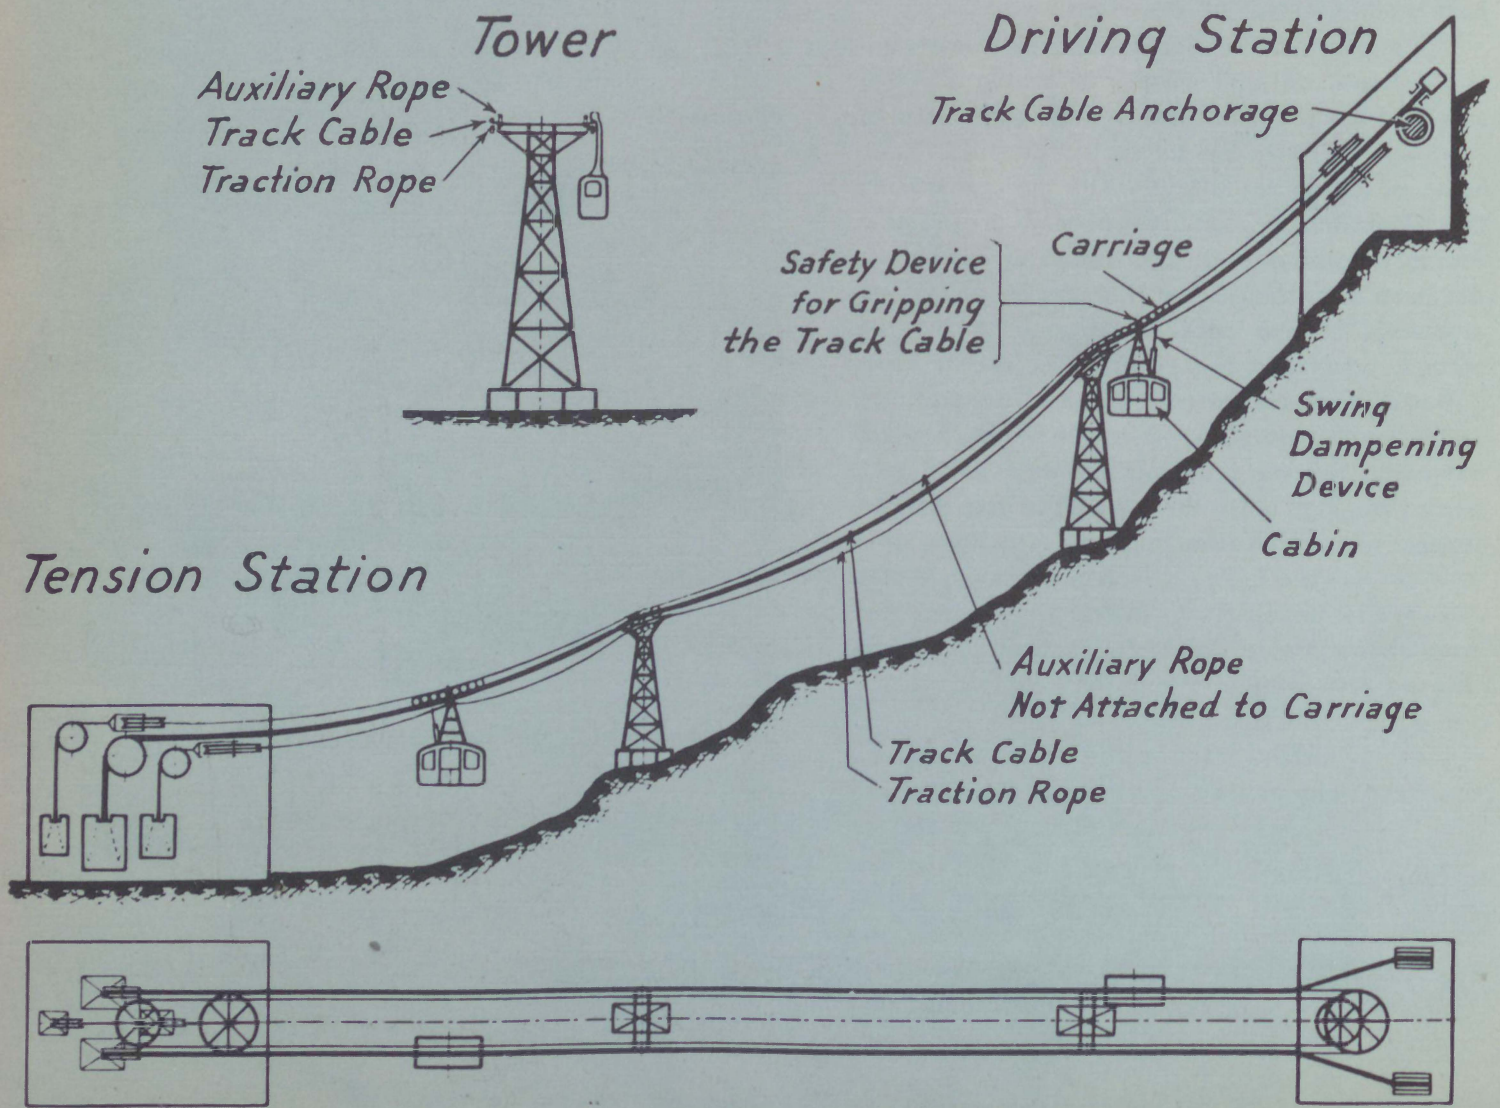 Tower
Auxiliary Rope
Track Cable
Traction Rope
Driving Station
Track Cable Anchorage
Safety Device
for Gripping
the Track Cable
Carriage
Swing
Dampening
Device
Cabin
Tension Station
Auxiliary Rope
Not Attached to Carriage
Track Cable
Traction Rope